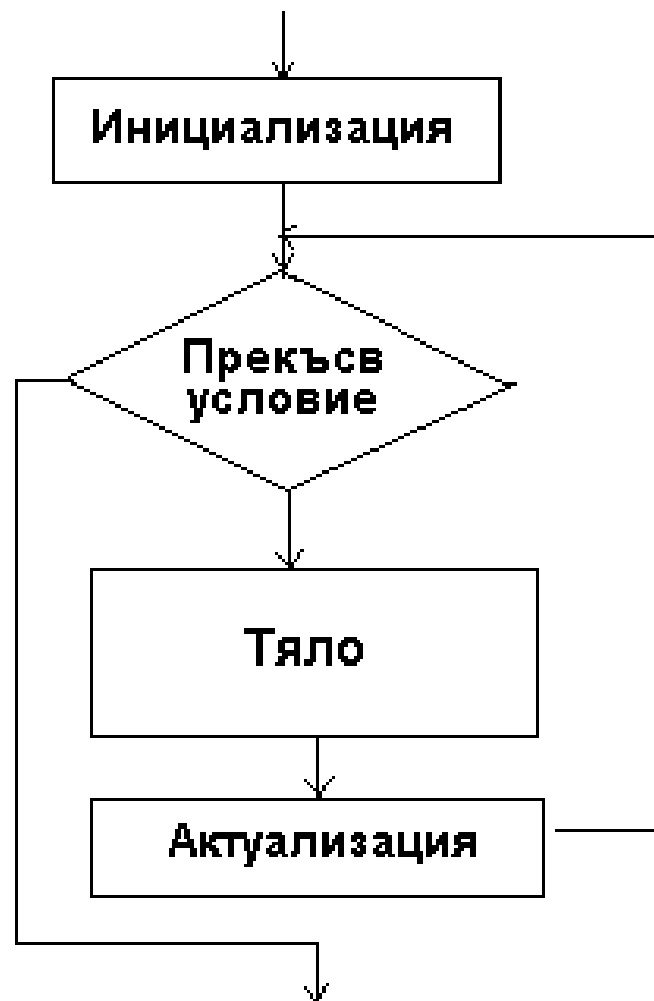 Инициализация
Прекъсв
условие
Тяло
Актуализация